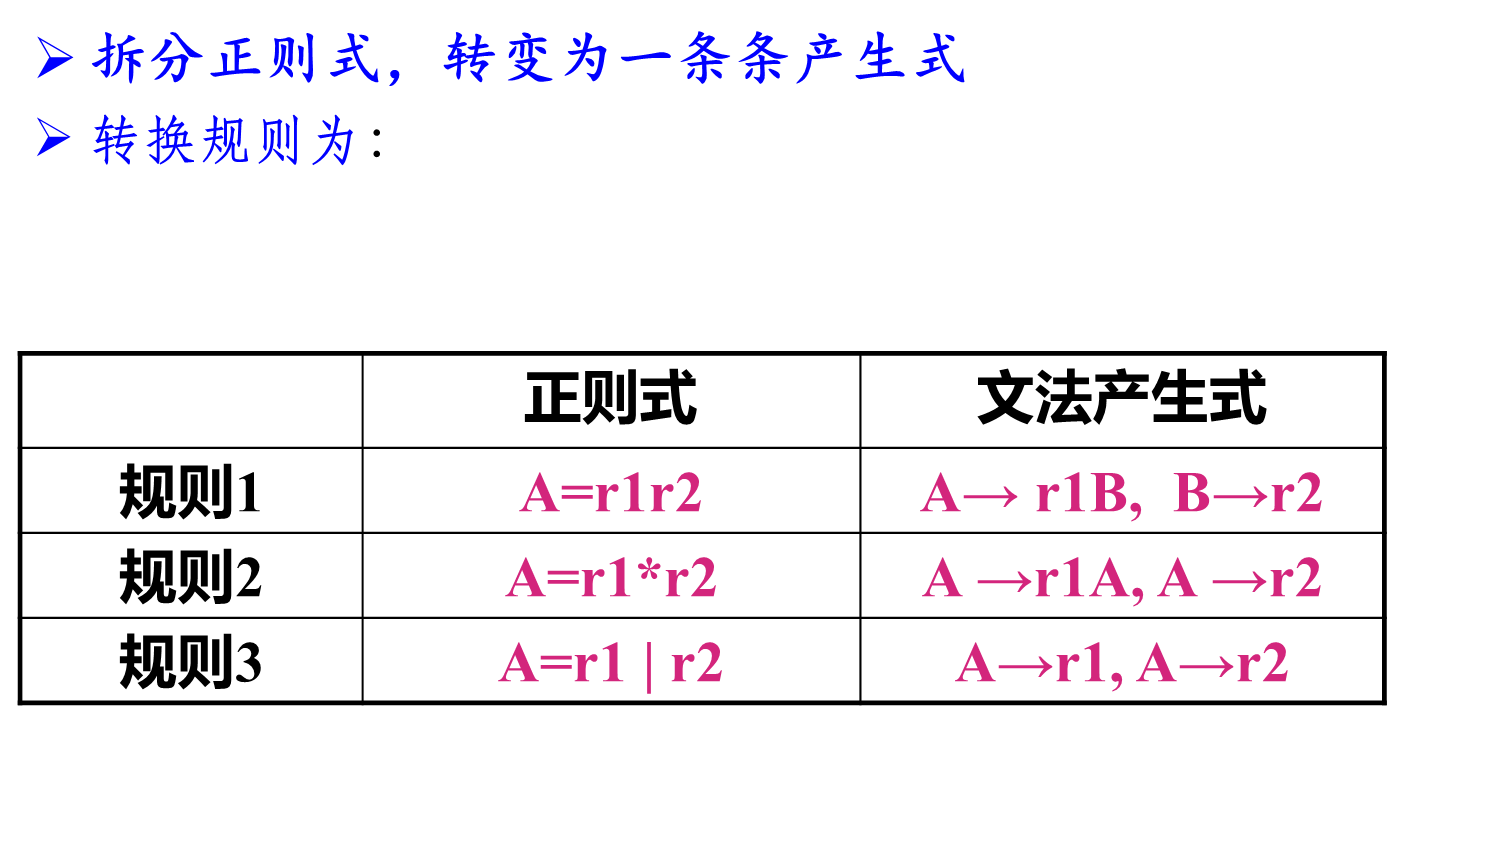 ➢ 拆分正则式，转变为一条条产生式
➢ 转换规则为：
正则式 文法产生式
规则1 A=r1r2 A→ r1B, B→r2
规则2 A=r1*r2 A →r1A, A →r2
规则3 A=r1 | r2 A→r1, A→r2